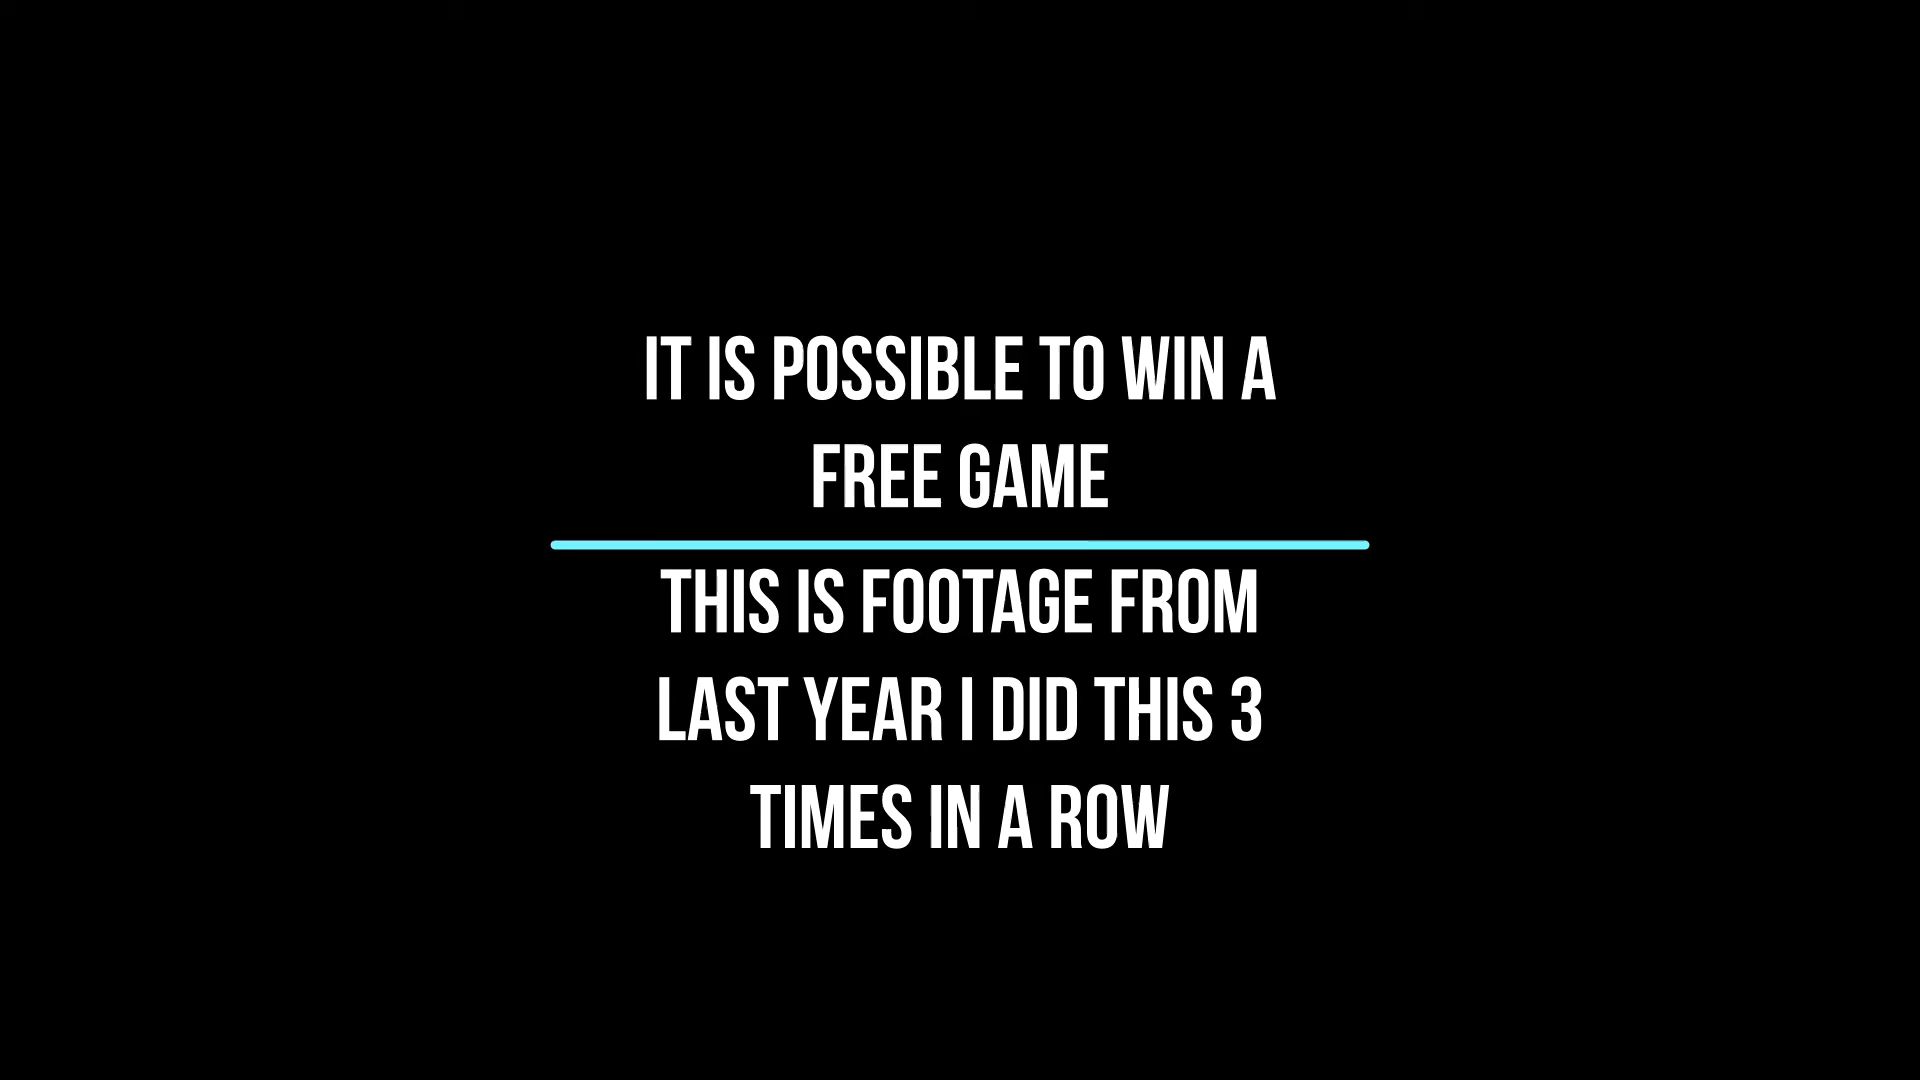 IT IS POSSIBLE TO WIN A
FREE GAME
THIS IS FOOTAGE FROM
LAST YEAR I DID THIS 3
TIMES IN A ROW